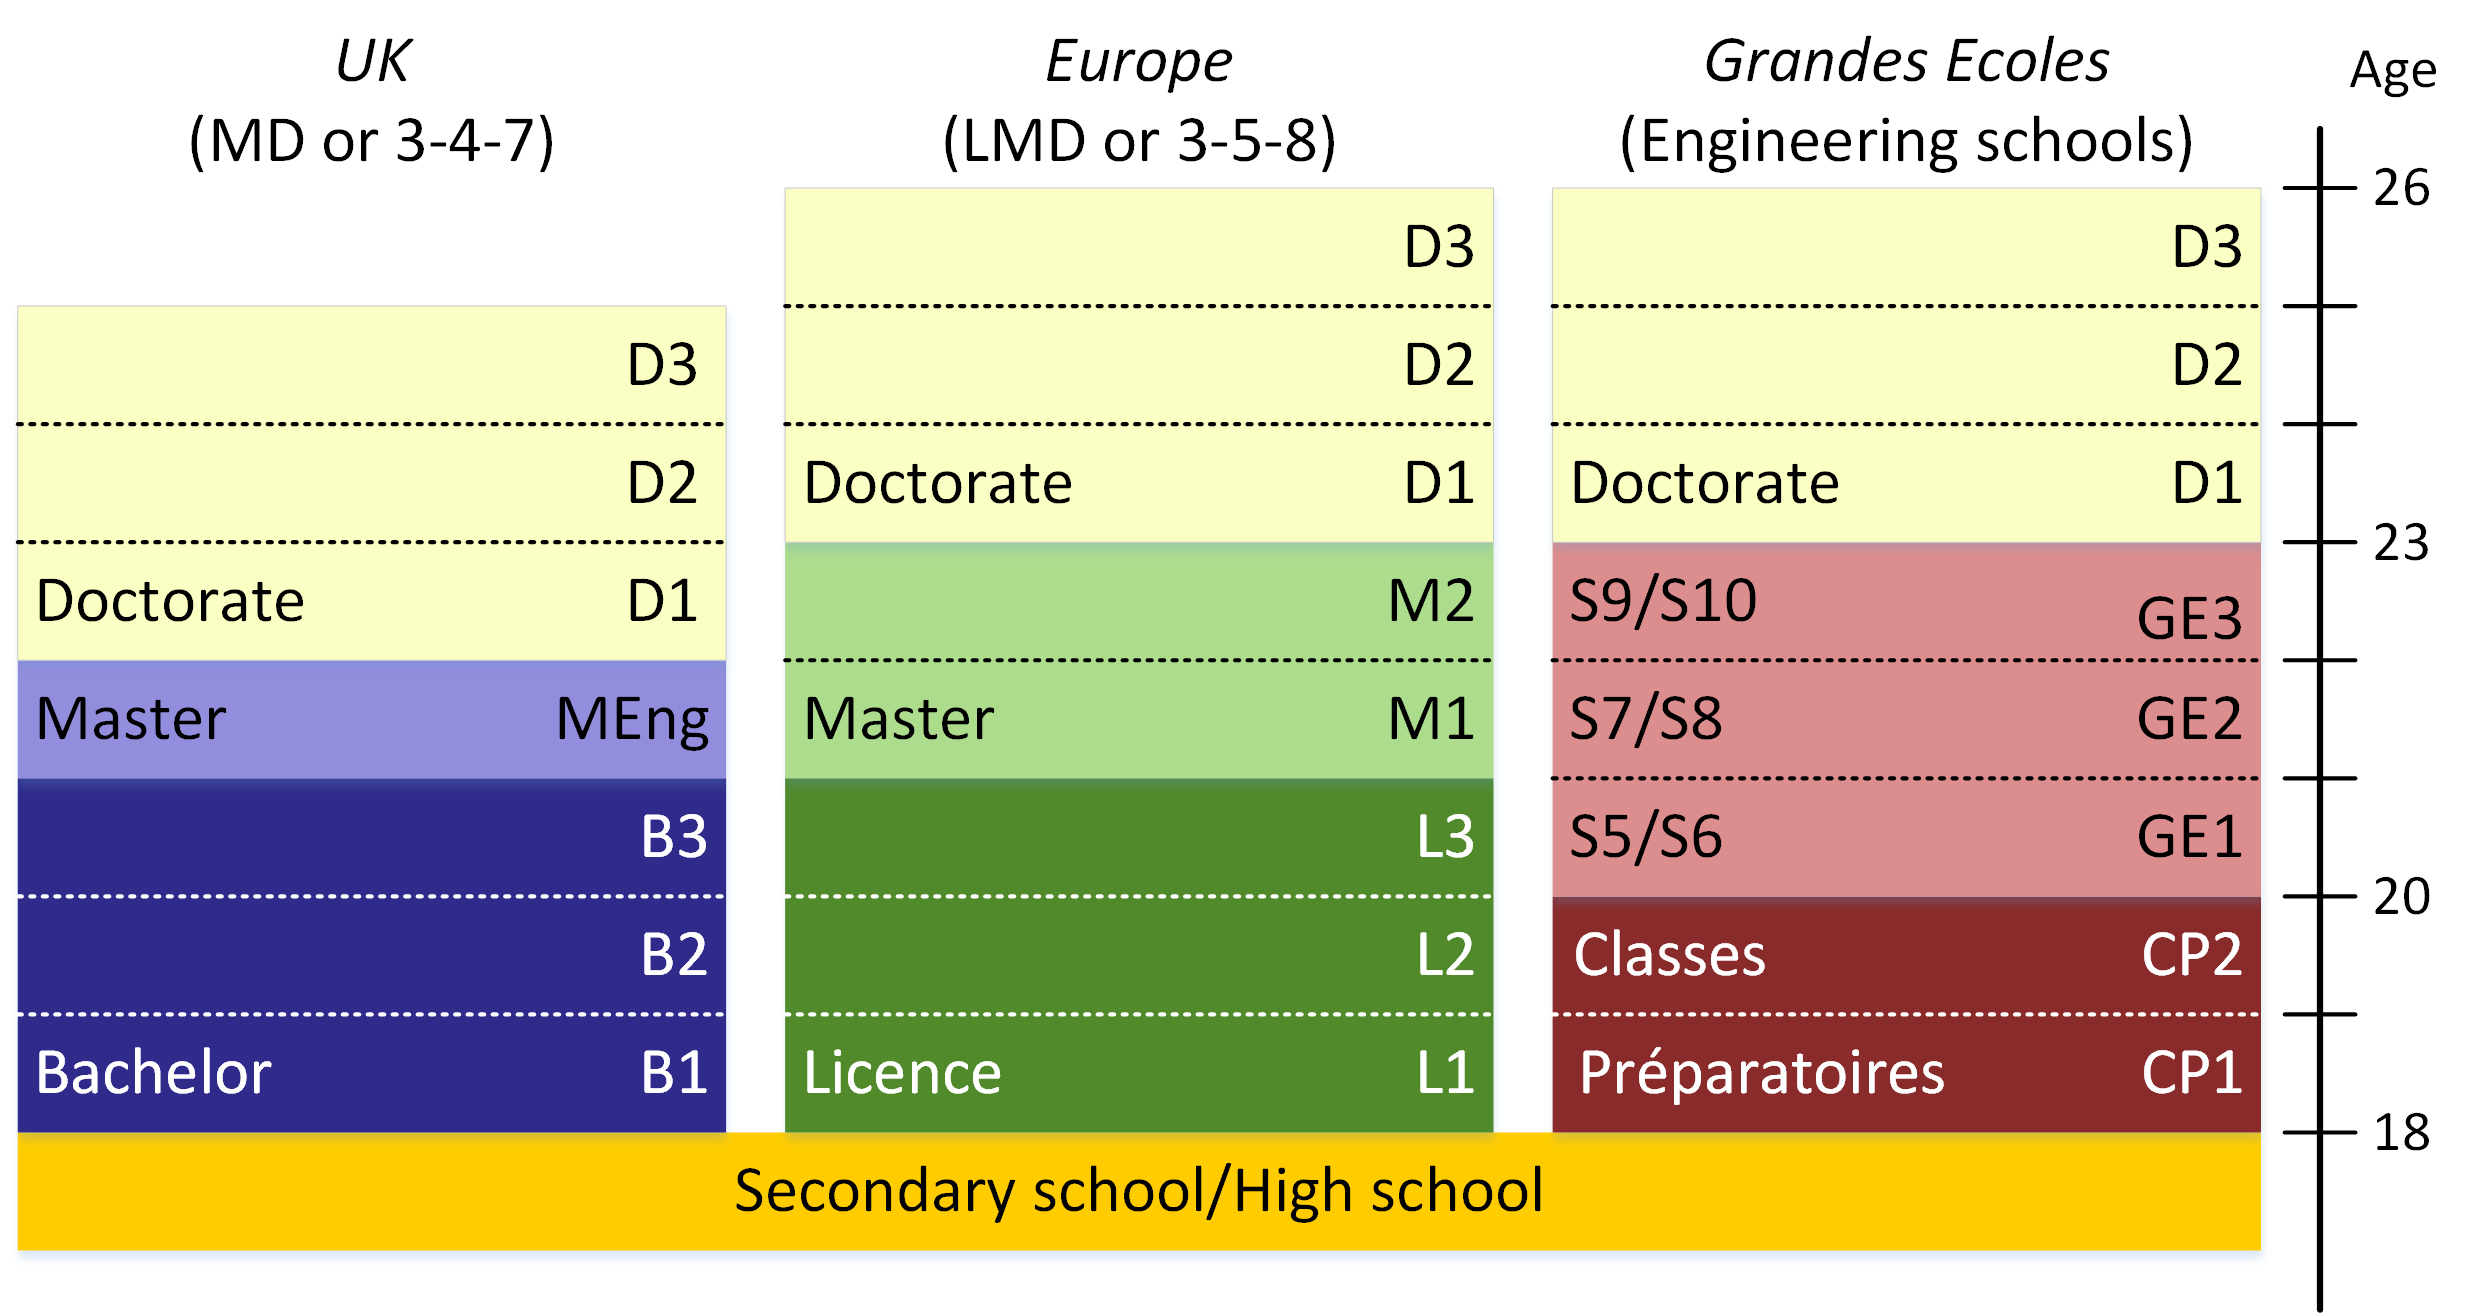 UK
(MD or 3-4-7)
D3
D2
Doctorate D1
Master MEng
B3
B2
Bachelor B1
Europe
(LMD or 3-5-8)
D3
D2
Doctorate D1
M2
Master M1
L3
L2
Licence L1
Grandes Ecoles
(Engineering schools)
D3
D2
Doctorate D1
S9/S10 GE3
S7/S8 GE2
S5/S6 GE1
Classes CP2
Préparatoires CP1
Secondary school/High school
Age
26
23
20
18